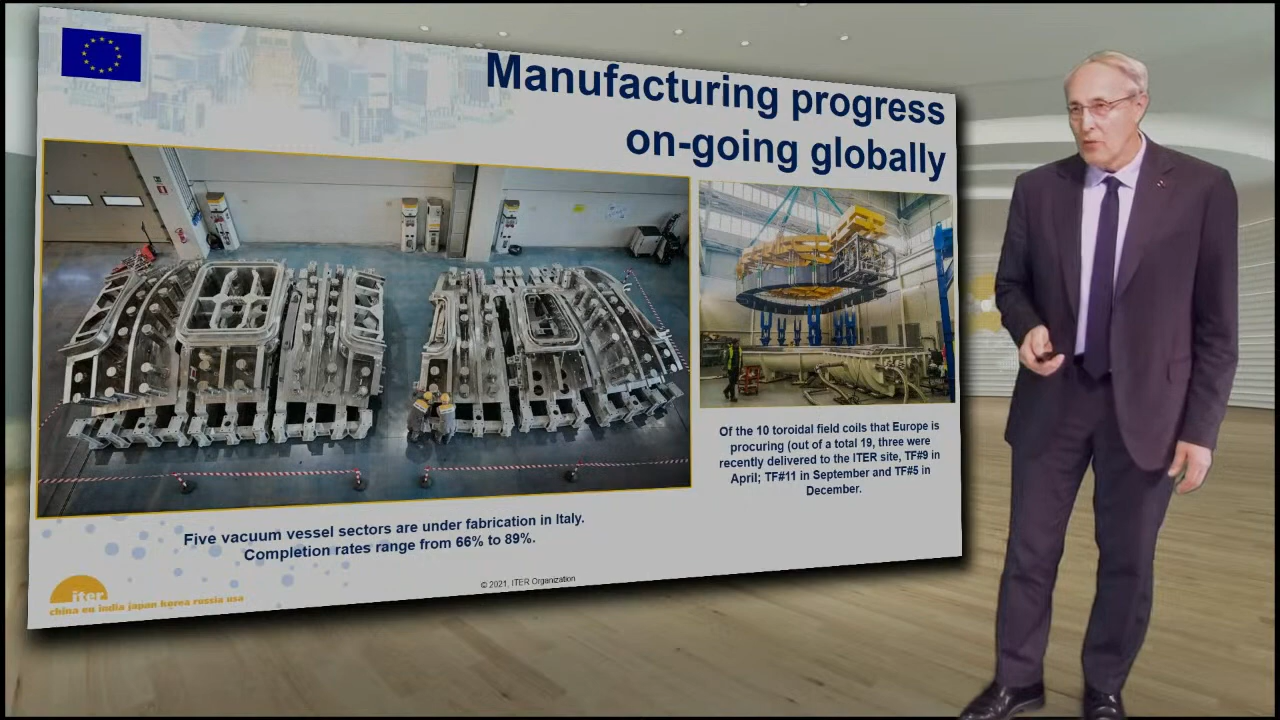 Manufacturing progress
on-going globally
Of the 10 toroidal field coils that Europe is
procuring (out of a total 19, three were
recently delivered to the ITER site, TF#9 in
April; TF#11 in September and TF#5 in
December.
Five vacuum vessel sectors are under fabrication in Italy.
Completion rates range from 66% to 89%.
© 2021, ITER Organization
iter
china eu india japan korea russia usa